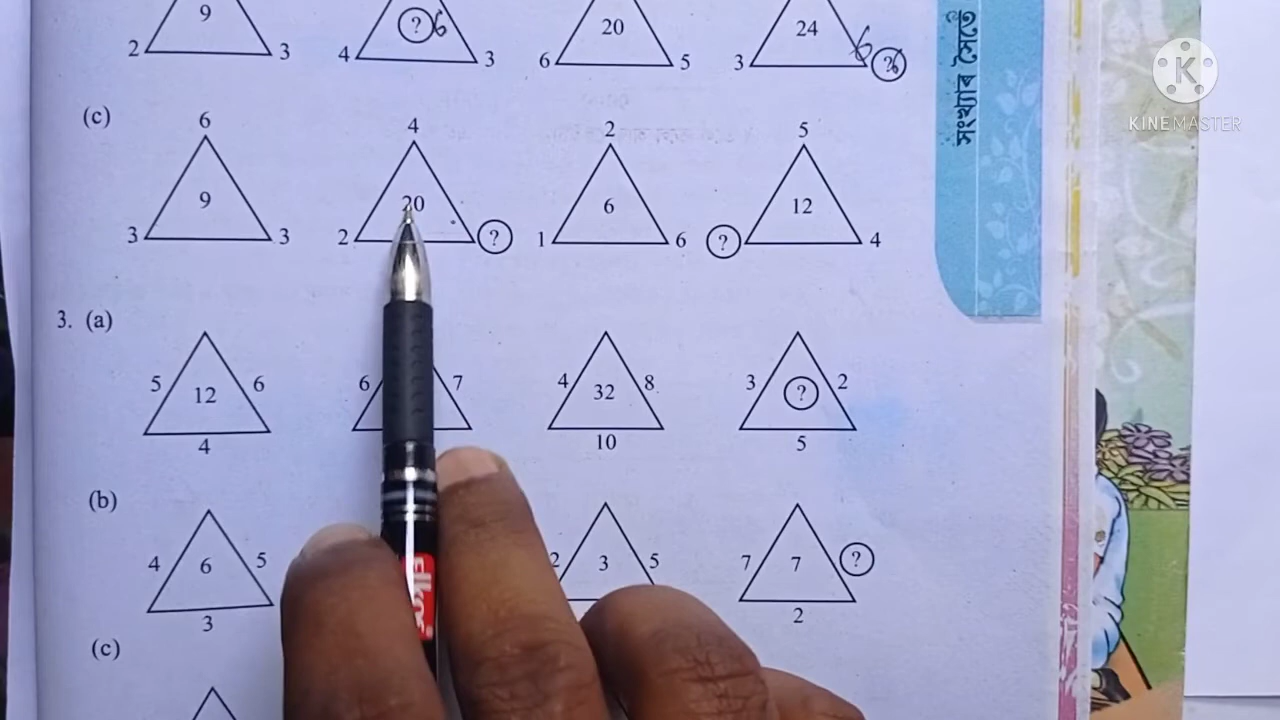 9 ? 6 20 24
2 3 4 3 6 5 3 6 ? 6
(c) 6 4 2 5
9 20 6 12
3 3 2 ? 1 6 ? 4
3. (a)
5 12 6 6 7 4 32 8 3 ? 2
4 10 5
(b)
4 6 5 2 3 5 7 7 ?
3 2
(c)
সংখ্যাৰ সৈতে
KINEMASTER
K
elkos